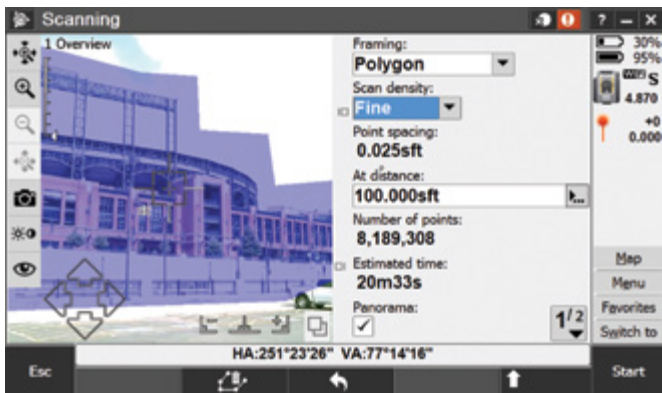 Scanning
? – x
1 Overview
Framing:
Polygon
Scan density:
Fine
Point spacing:
0.025sft
At distance:
100.000sft
Number of points:
8,189,308
Estimated time:
20m33s
Panorama:
1/2
30%
95%
WiFi S
4.870
+0
0.000
Map
Menu
Favorites
Switch to
HA:251°23'26" VA:77°14'16"
Esc
Start